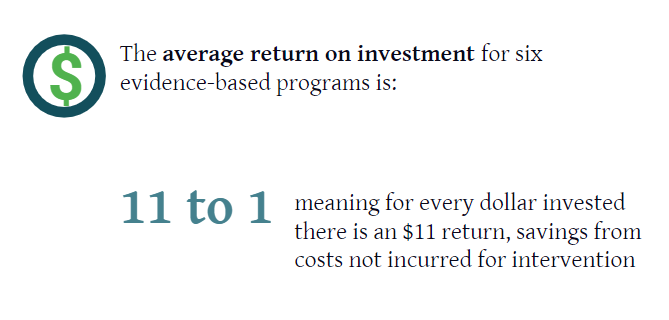 $
The average return on investment for six
evidence-based programs is:
11 to 1
meaning for every dollar invested
there is an $11 return, savings from
costs not incurred for intervention